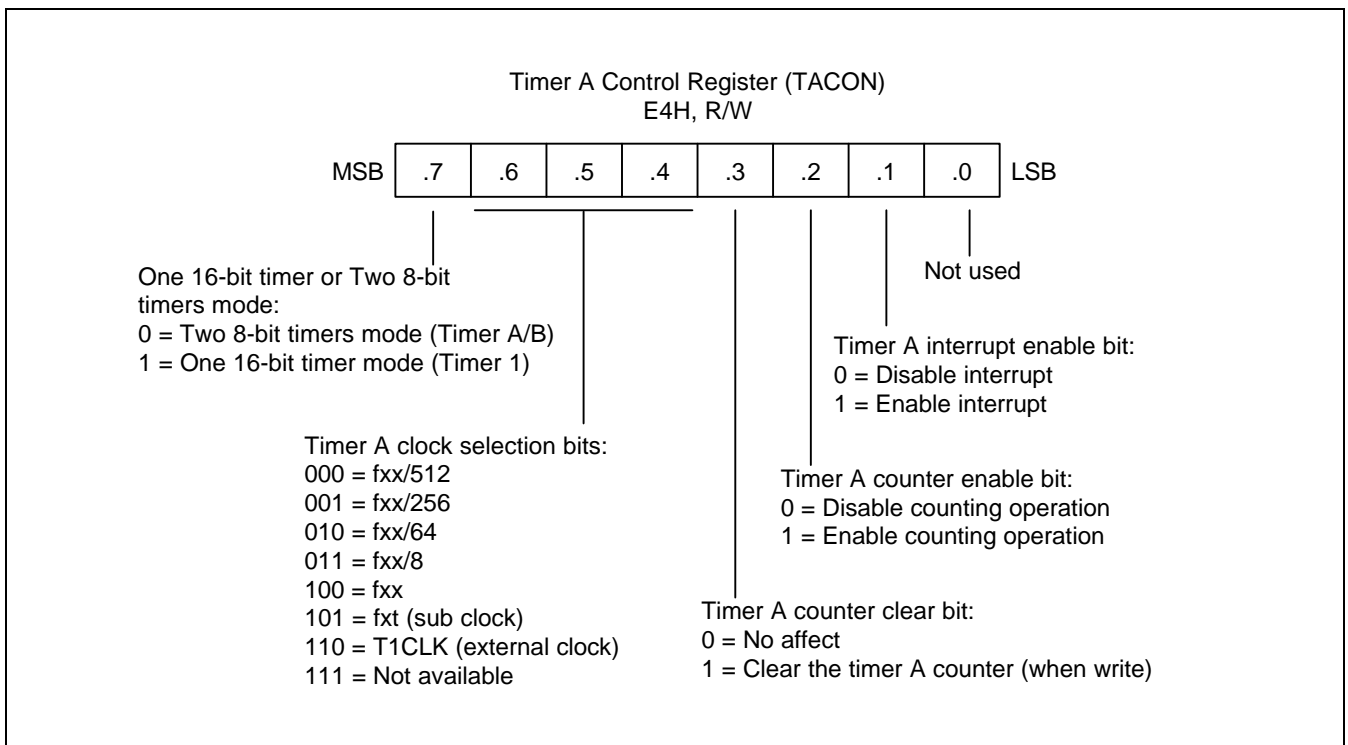 Timer A Control Register (TACON)
E4H, R/W
MSB .7 .6 .5 .4 .3 .2 .1 .0 LSB
One 16-bit timer or Two 8-bit
timers mode:
0 = Two 8-bit timers mode (Timer A/B)
1 = One 16-bit timer mode (Timer 1)
Timer A clock selection bits:
000 = fxx/512
001 = fxx/256
010 = fxx/64
011 = fxx/8
100 = fxx
101 = fxt (sub clock)
110 = T1CLK (external clock)
111 = Not available
Timer A counter clear bit:
0 = No affect
1 = Clear the timer A counter (when write)
Timer A counter enable bit:
0 = Disable counting operation
1 = Enable counting operation
Timer A interrupt enable bit:
0 = Disable interrupt
1 = Enable interrupt
Not used